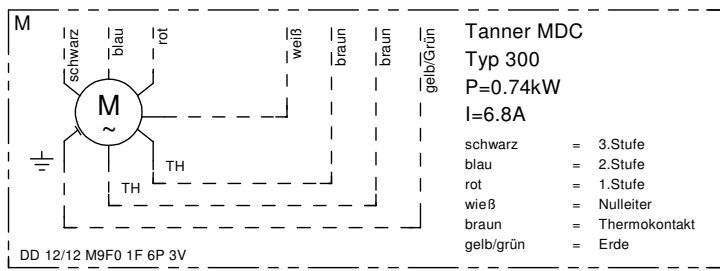 M
schwarz
blau
rot
weiß
braun
braun
gelb/Grün
M
~
TH
TH
DD 12/12 M9F0 1F 6P 3V
Tanner MDC
Typ 300
P=0.74kW
I=6.8A
schwarz = 3.Stufe
blau = 2.Stufe
rot = 1.Stufe
wieß = Nulleiter
braun = Thermokontakt
gelb/grün = Erde